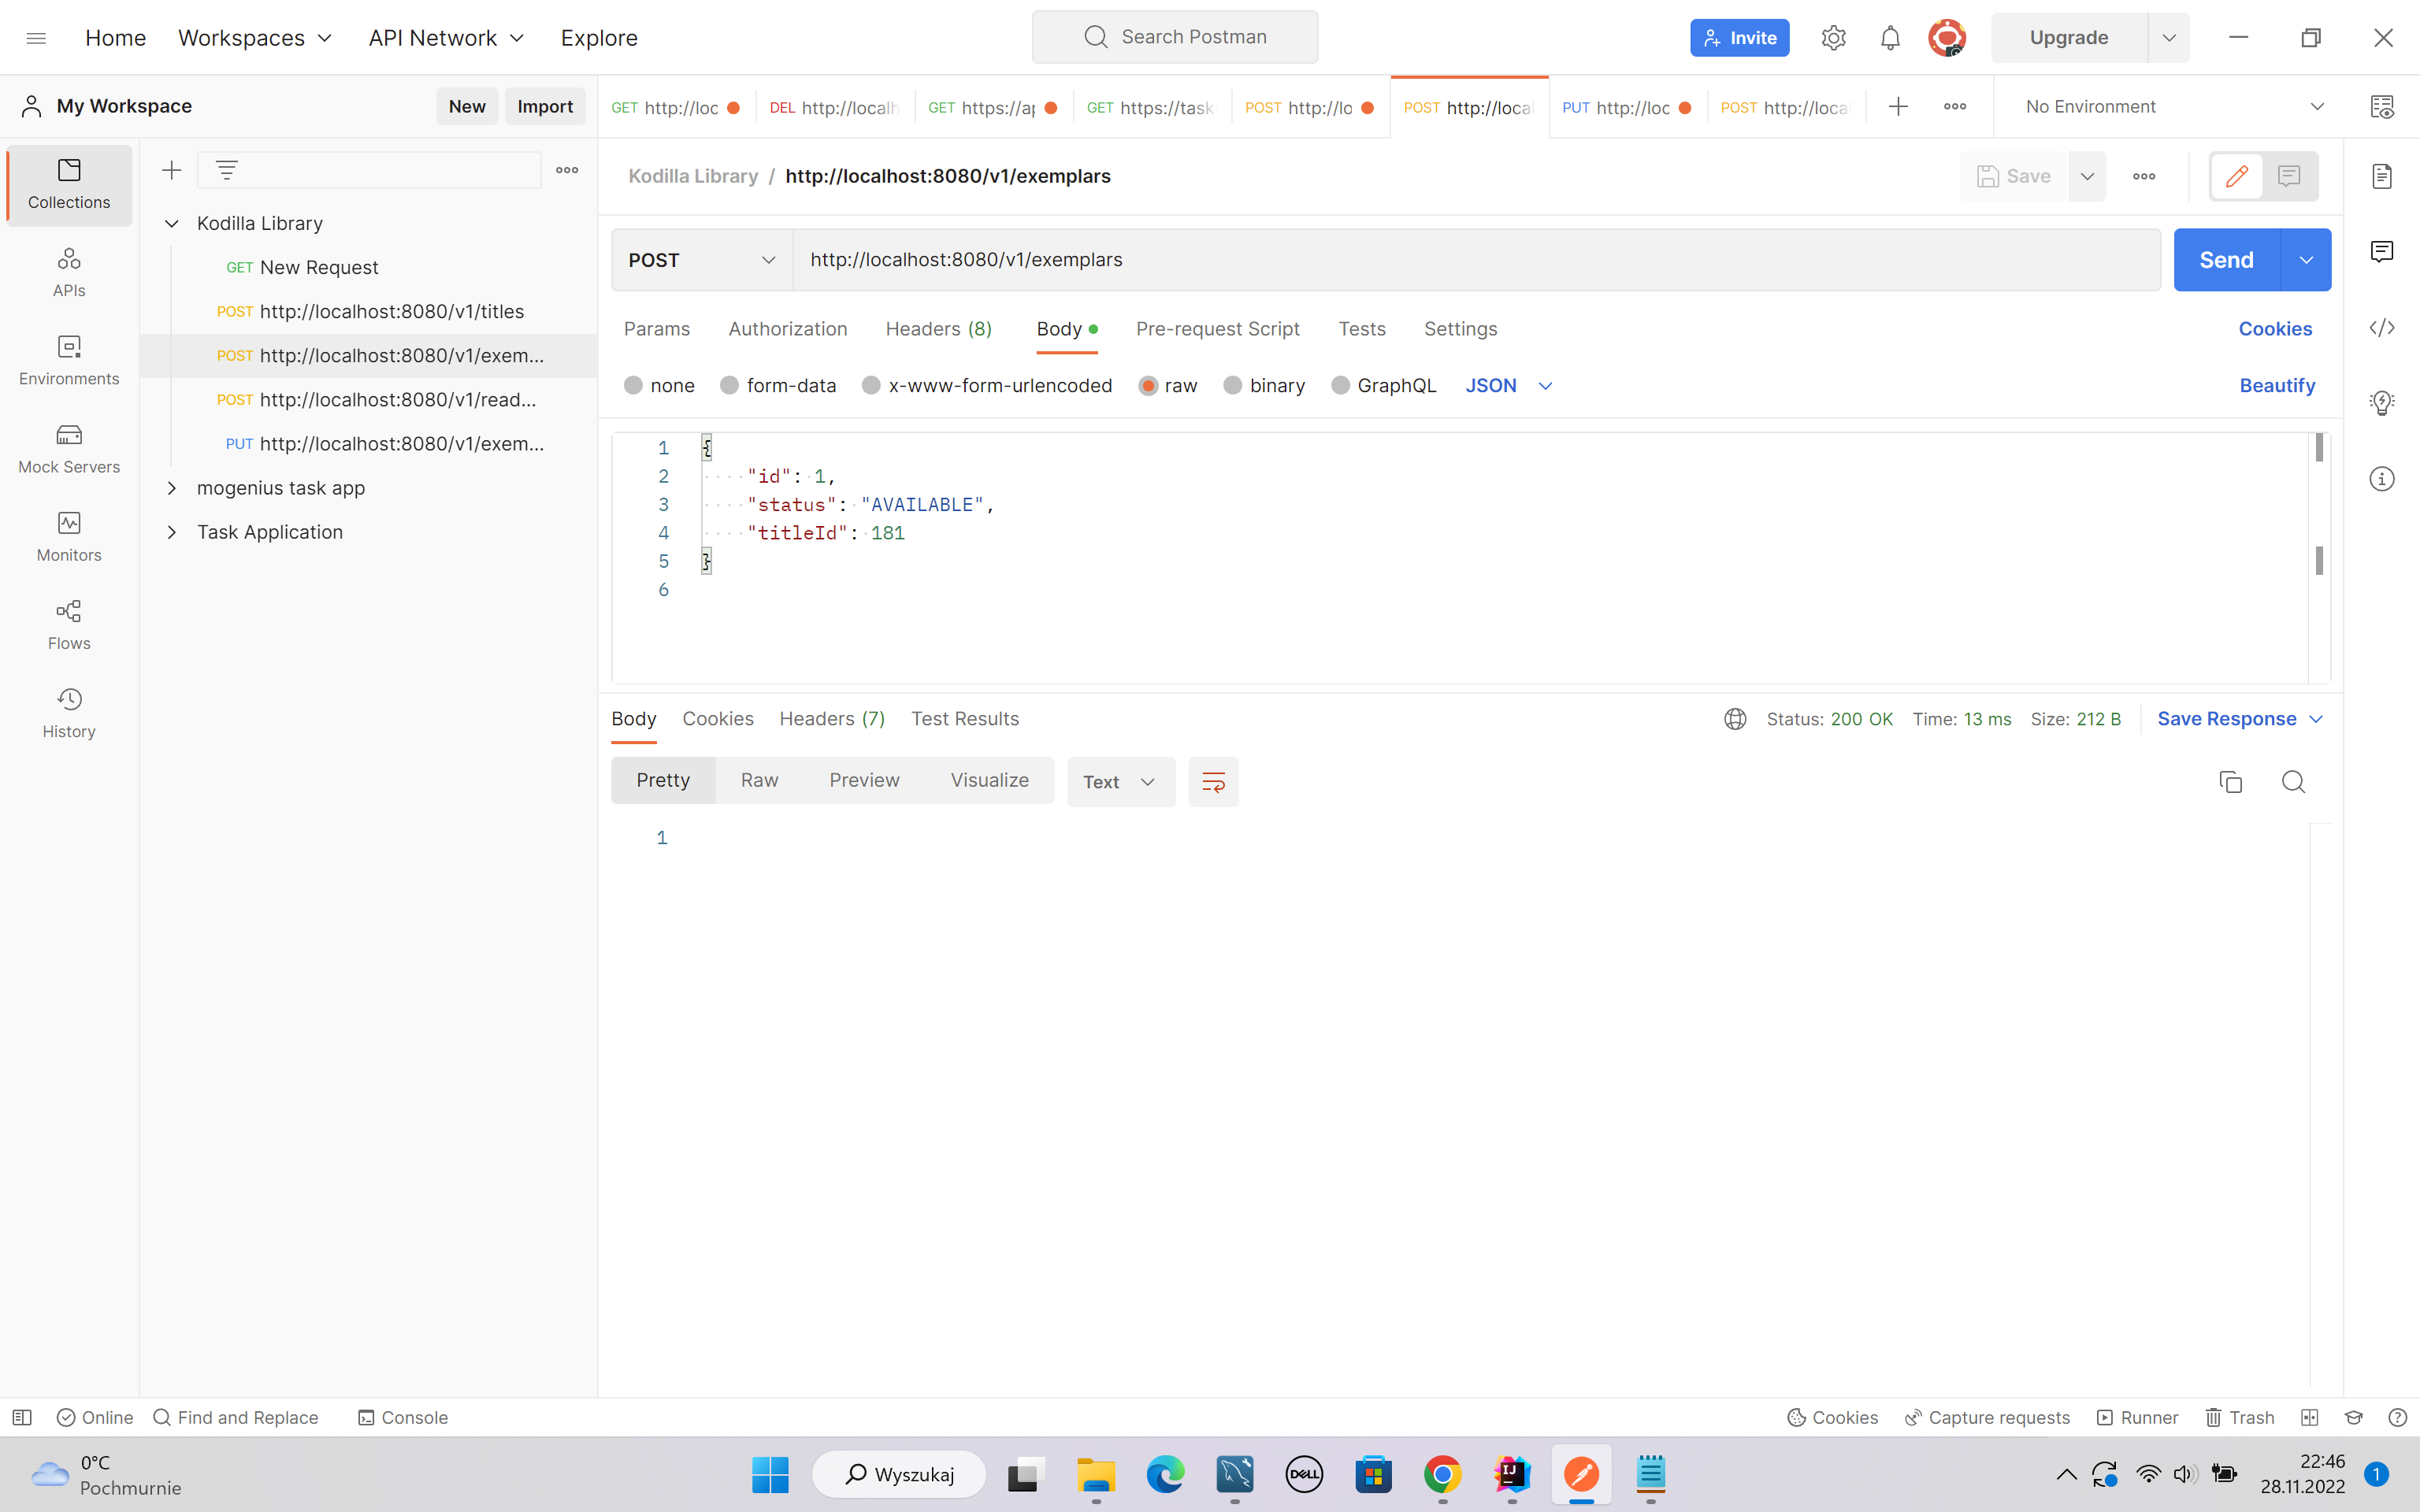 Home Workspaces API Network Explore Search Postman Invite Upgrade
My Workspace New Import
GET http://loc DEL http://localh GET https://a GET https://task POST http://lo POST http://loca PUT http://loc POST http://loca No Environment
Collections
APIs
Environments
Mock Servers
Monitors
Flows
History
Kodilla Library
GET New Request
POST http://localhost:8080/v1/titles
POST http://localhost:8080/v1/exem...
POST http://localhost:8080/v1/read...
PUT http://localhost:8080/v1/exem...
mogenius task app
Task Application
Kodilla Library / http://localhost:8080/v1/exemplars Save
POST http://localhost:8080/v1/exemplars Send
Params Authorization Headers (8) Body Pre-request Script Tests Settings Cookies
none form-data x-www-form-urlencoded raw binary GraphQL JSON Beautify
1 {
2 "id": 1,
3 "status": "AVAILABLE",
4 "titleId": 181
5 }
6
Body Cookies Headers (7) Test Results Status: 200 OK Time: 13 ms Size: 212 B Save Response
Pretty Raw Preview Visualize Text
1
Online Find and Replace Console Cookies Capture requests Runner Trash
0°C
Pochmurnie
Wyszukaj
DELL
IJ
22:46
28.11.2022
1